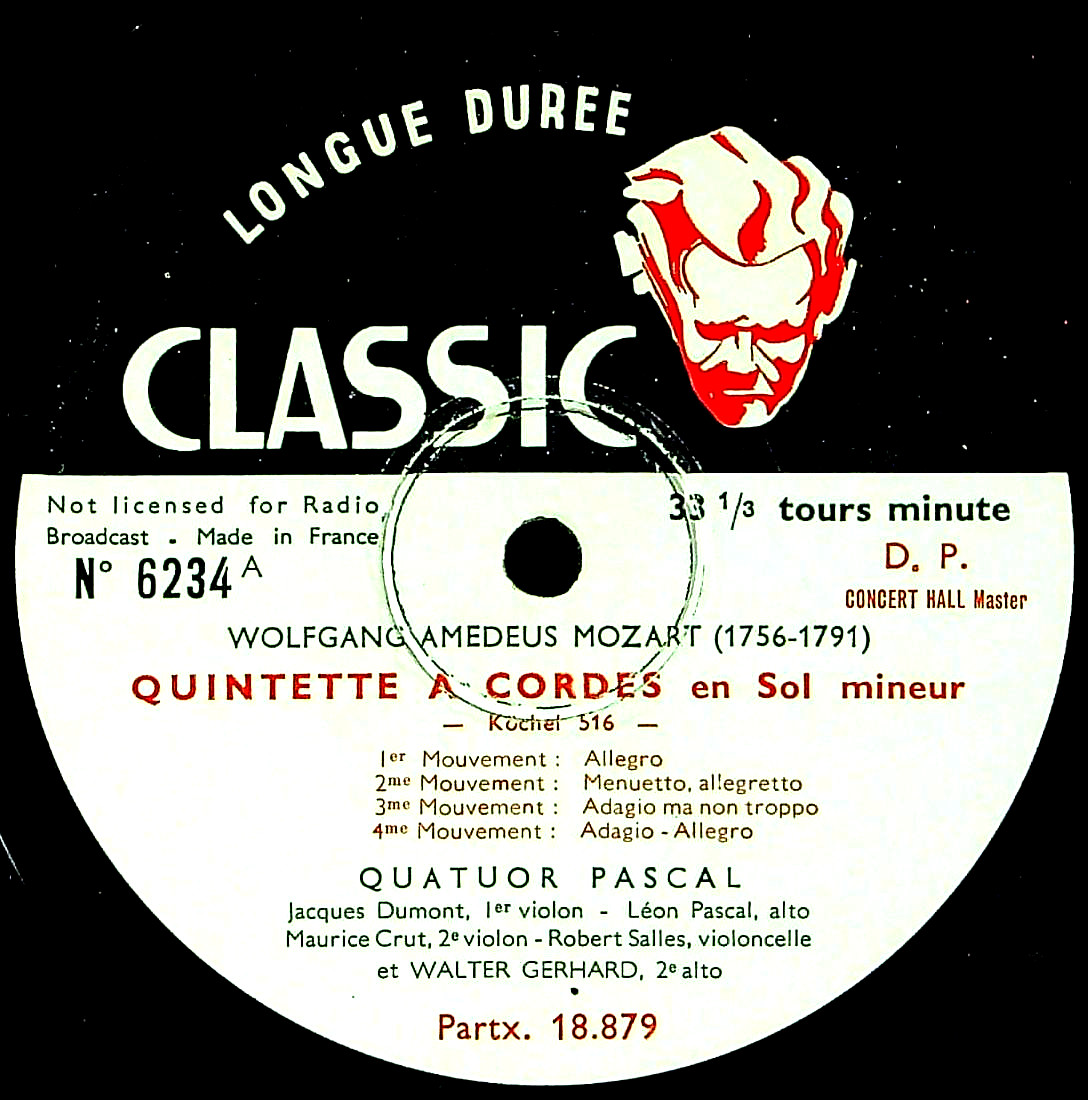 LONGUE DUREE
CLASSIC
Not licensed for Radio
Broadcast . Made in France
N° 6234 A
33 1/3 tours minute
D. P.
CONCERT HALL Master
WOLFGANG AMEDEUS MOZART (1756-1791)
QUINTETTE A CORDES en Sol mineur
— Köchel 516 —
1er Mouvement : Allegro
2me Mouvement : Menuetto, allegretto
3me Mouvement : Adagio ma non troppo
4me Mouvement : Adagio - Allegro
QUATUOR PASCAL
Jacques Dumont, 1er violon - Léon Pascal, alto
Maurice Crut, 2e violon - Robert Salles, violoncelle
et WALTER GERHARD, 2e alto
Partx. 18.879